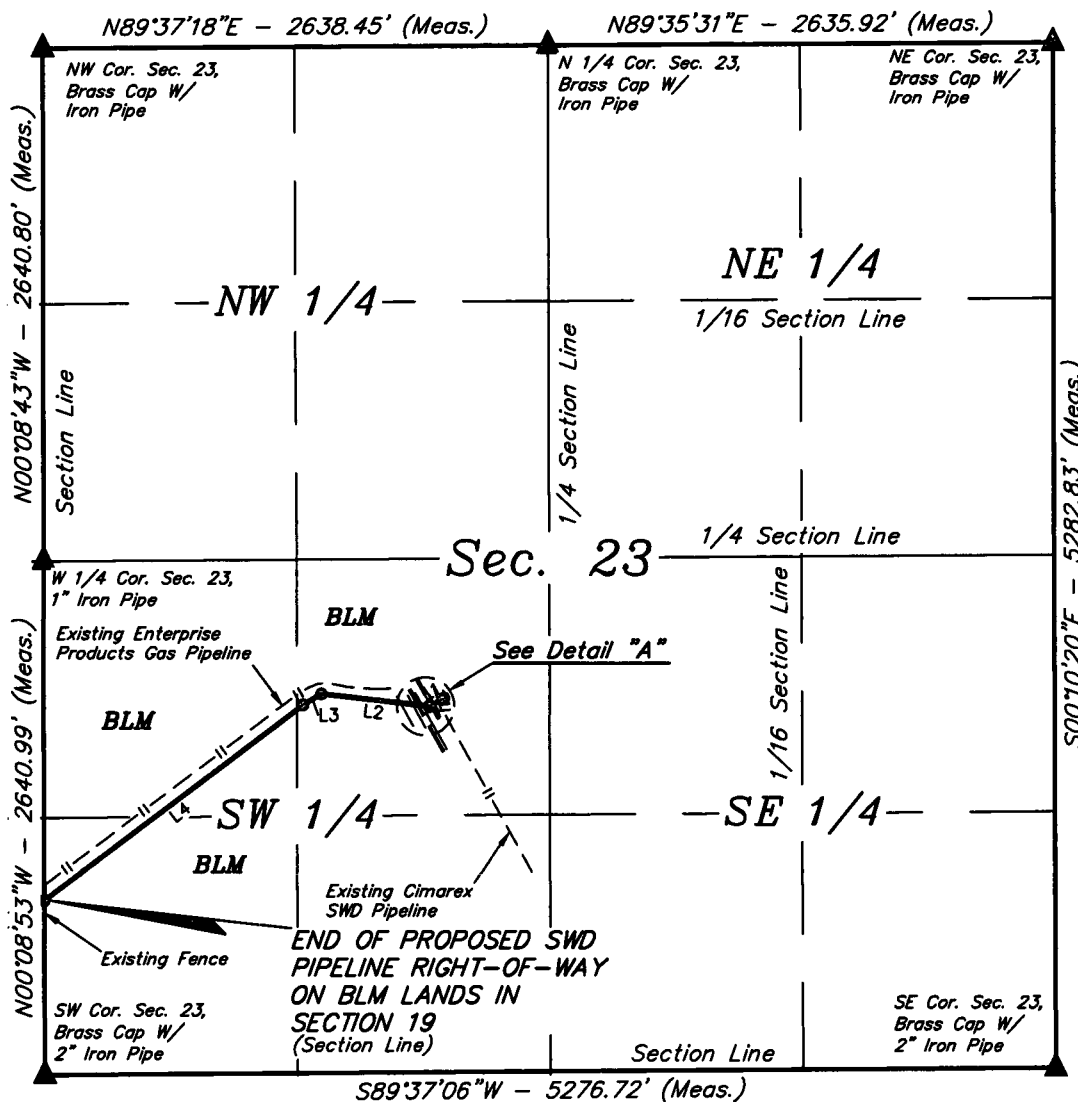 N89°37'18"E - 2638.45' (Meas.)
N89°35'31"E - 2635.92' (Meas.)
NW Cor. Sec. 23,
Brass Cap W/
Iron Pipe
N 1/4 Cor. Sec. 23,
Brass Cap W/
Iron Pipe
NE Cor. Sec. 23,
Brass Cap W/
Iron Pipe
N00°08'43"W - 2640.80' (Meas.)
Section Line
NW 1/4
NE 1/4
1/16 Section Line
1/4 Section Line
S00°10'20"E - 5282.83' (Meas.)
Sec. 23
1/4 Section Line
W 1/4 Cor. Sec. 23,
1" Iron Pipe
BLM
Existing Enterprise
Products Gas Pipeline
See Detail "A"
1/16 Section Line
L3
L2
BLM
L4
SW 1/4
SE 1/4
BLM
N00°08'53"W - 2640.99' (Meas.)
Existing Cimarex
SWD Pipeline
Existing Fence
END OF PROPOSED SWD
PIPELINE RIGHT-OF-WAY
ON BLM LANDS IN
SECTION 19
(Section Line)
SW Cor. Sec. 23,
Brass Cap W/
2" Iron Pipe
SE Cor. Sec. 23,
Brass Cap W/
2" Iron Pipe
Section Line
S89°37'06"W - 5276.72' (Meas.)